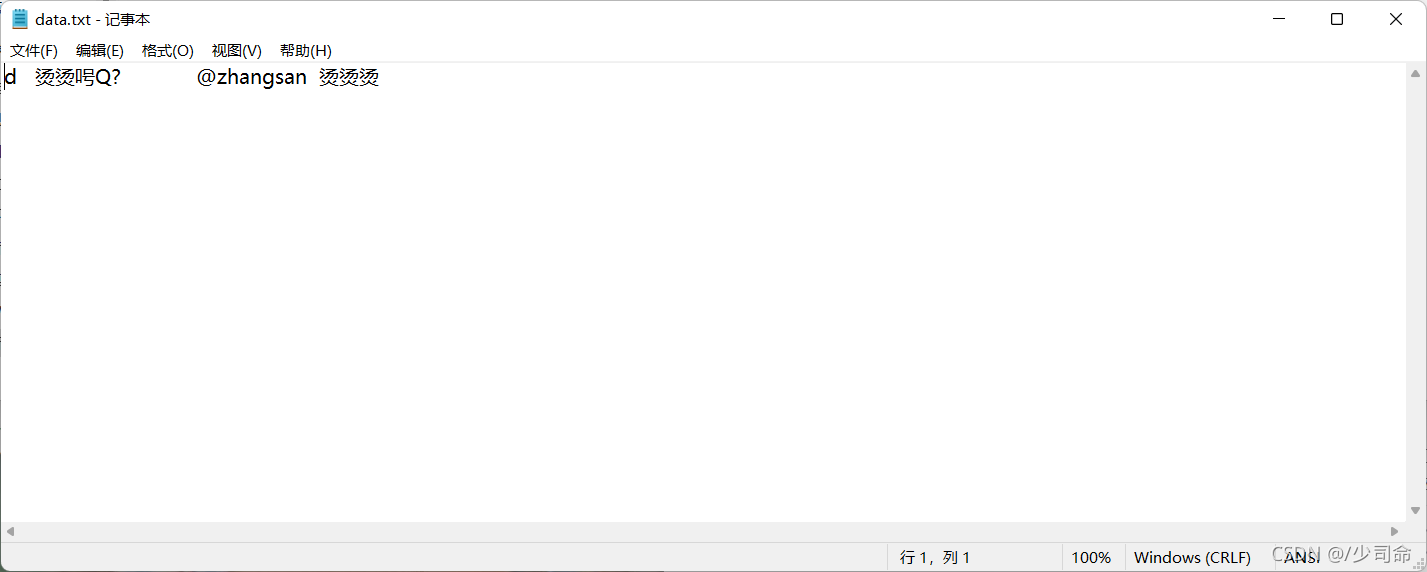 data.txt - 记事本
文件(F) 编辑(E) 格式(O) 视图(V) 帮助(H)
d 烫烫呺Q? @zhangsan 烫烫烫
行 1，列 1 100% Windows (CRLF) ANSI
CSDN @/少司命